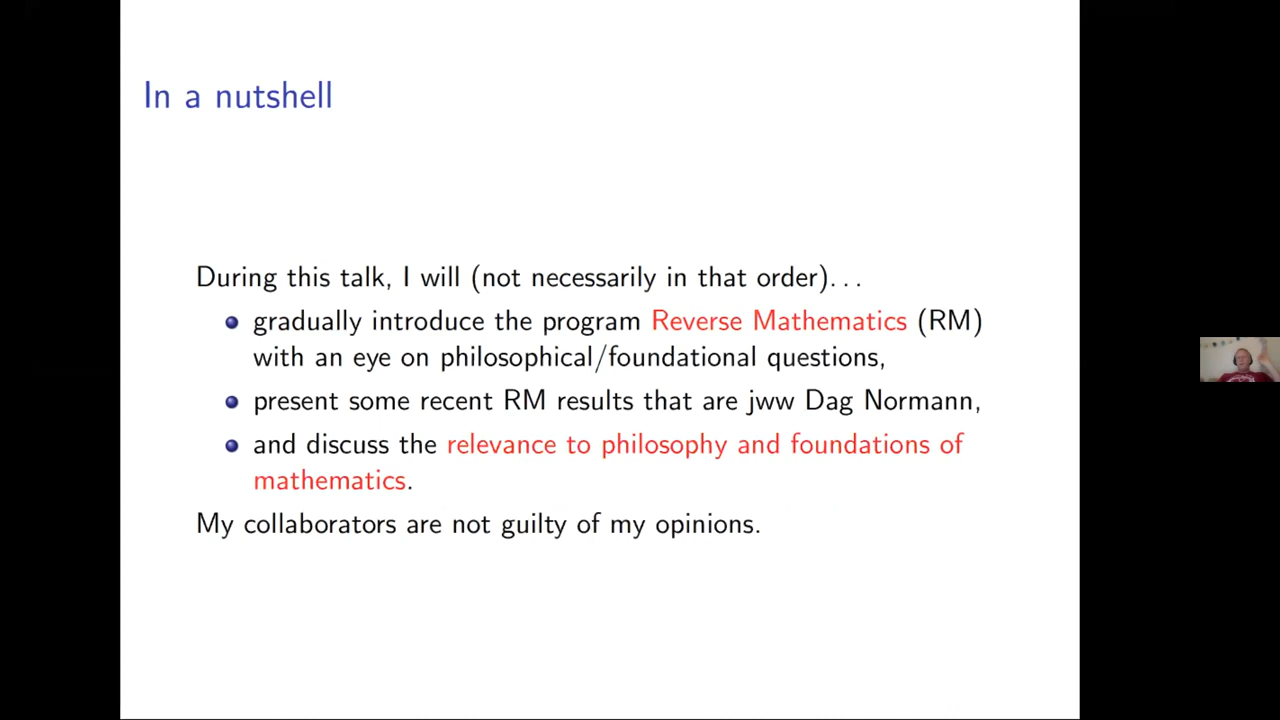 In a nutshell
During this talk, I will (not necessarily in that order)...
gradually introduce the program Reverse Mathematics (RM)
with an eye on philosophical/foundational questions,
present some recent RM results that are jww Dag Normann,
and discuss the relevance to philosophy and foundations of
mathematics.
My collaborators are not guilty of my opinions.